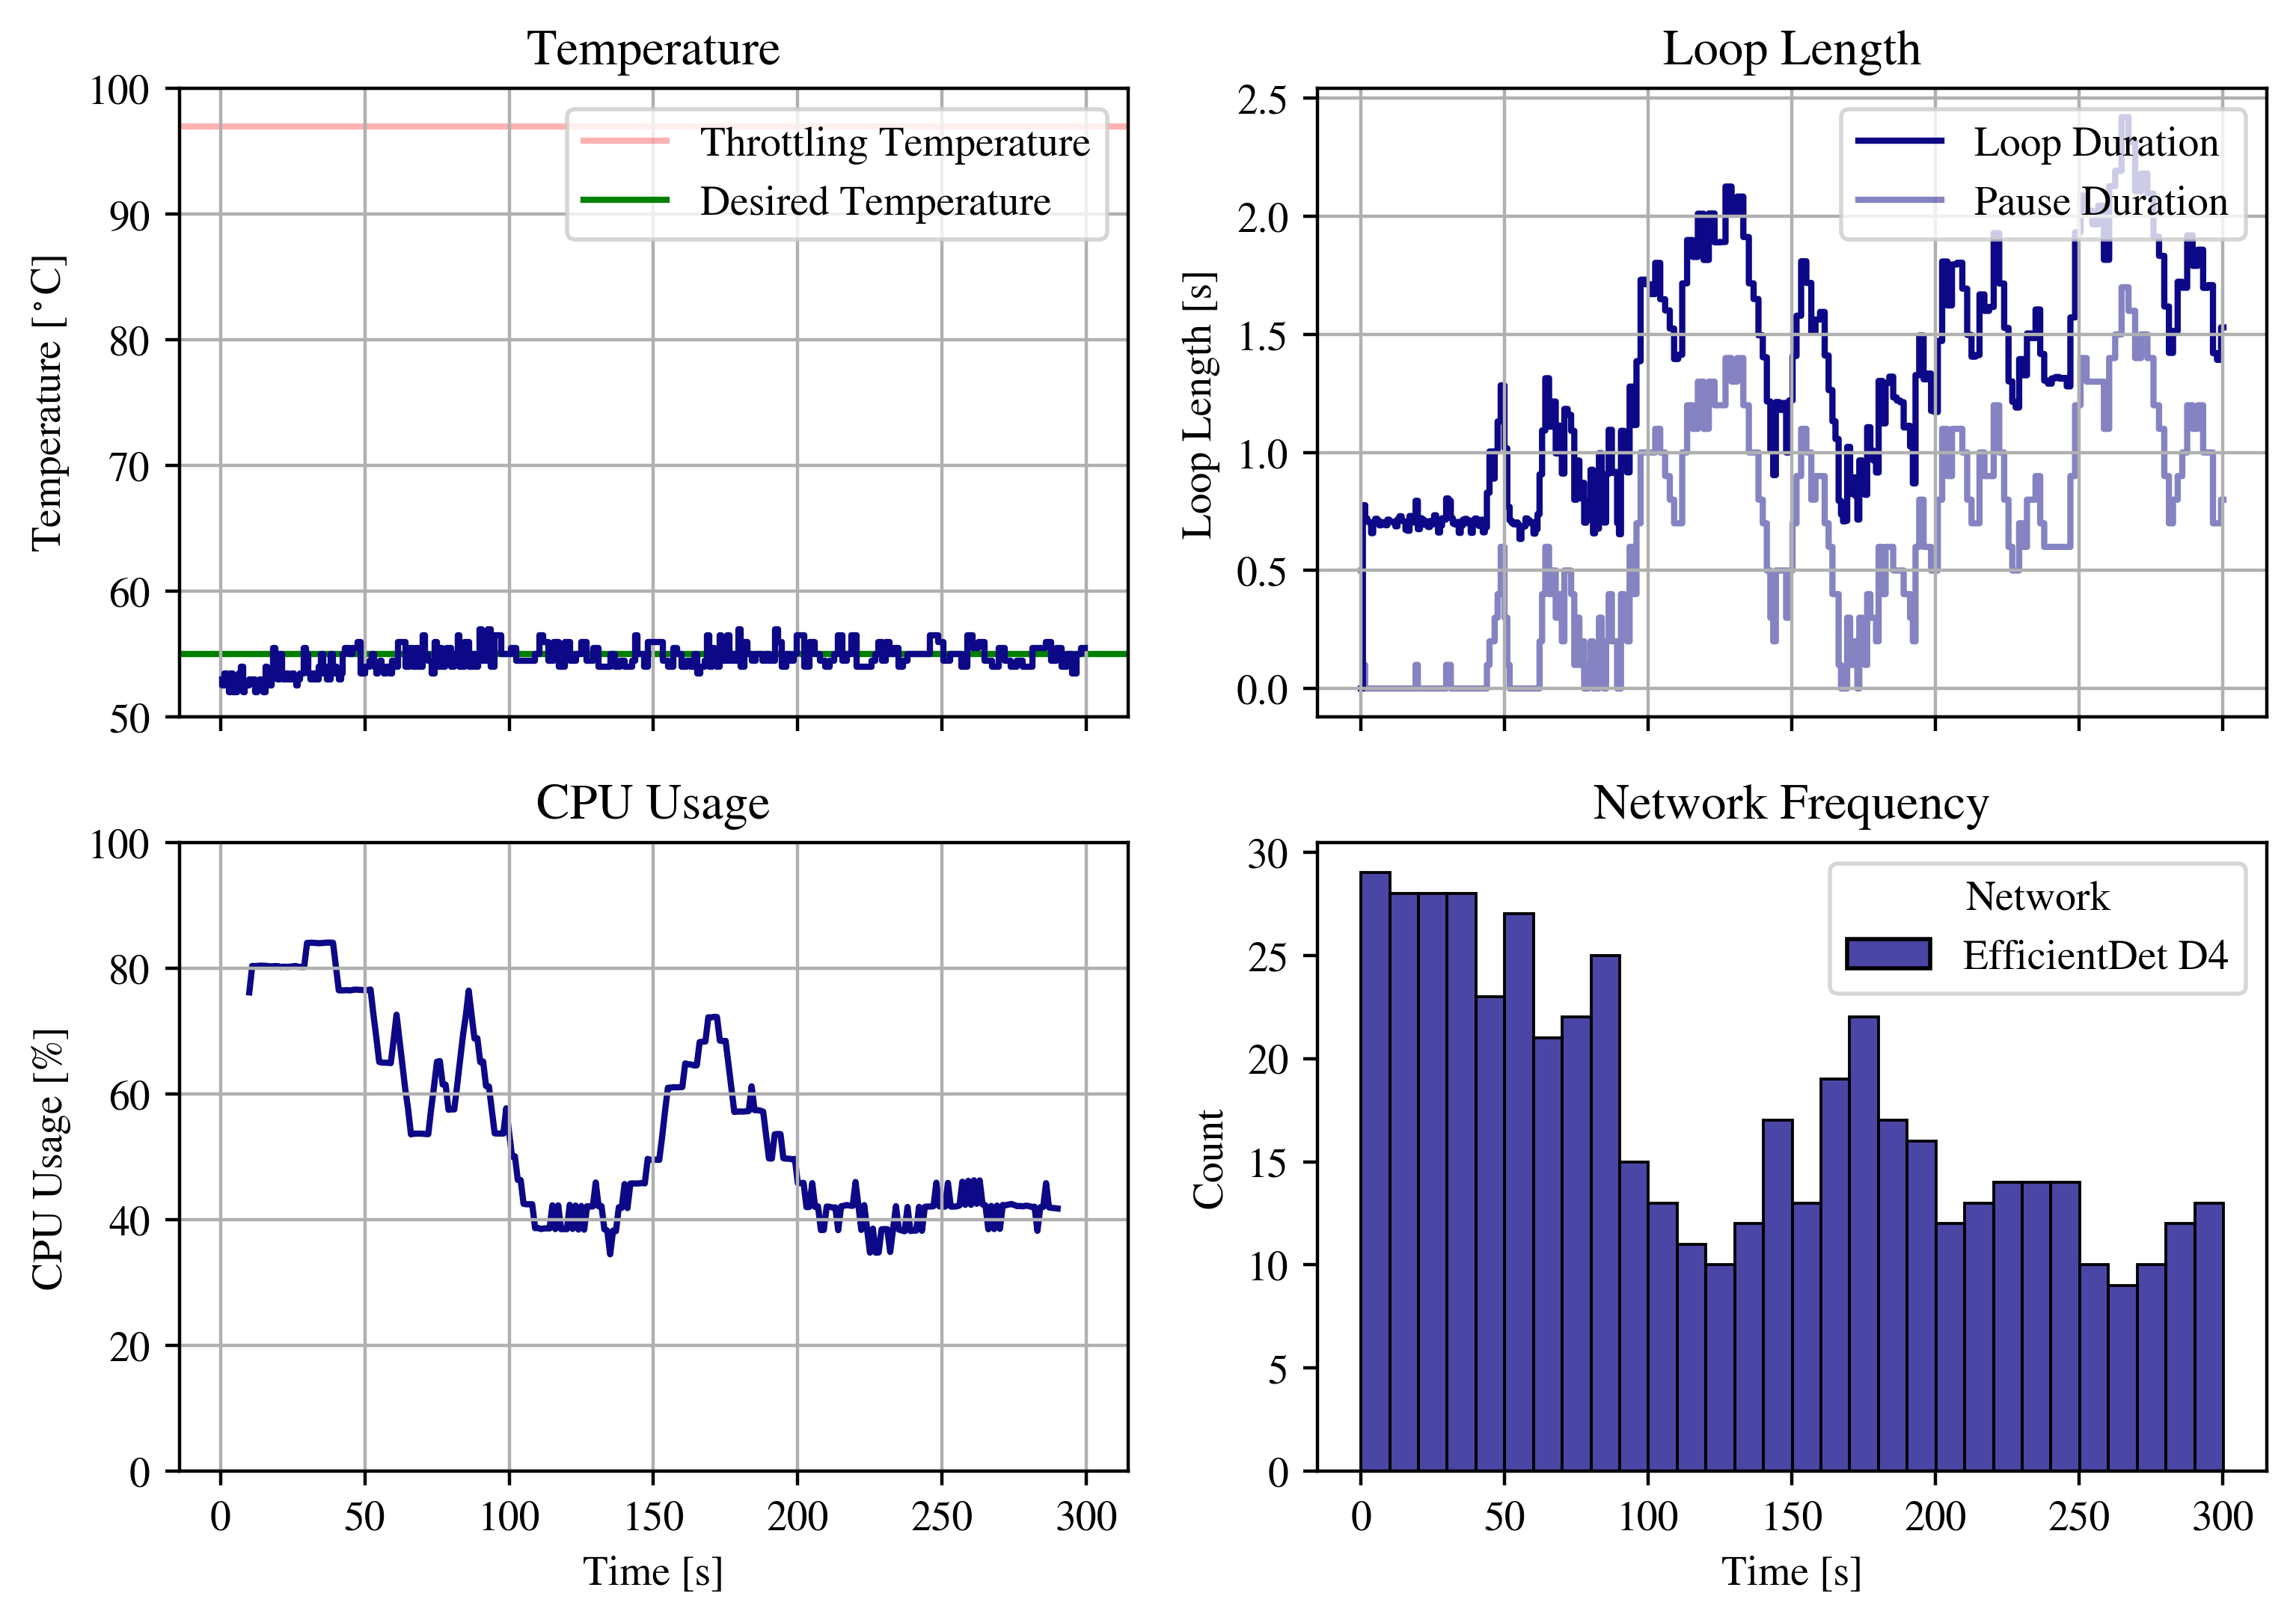 Temperature
100
90
80
70
60
50
Temperature [°C]
Throttling Temperature
Desired Temperature
Loop Length
2.5
2.0
1.5
1.0
0.5
0.0
Loop Length [s]
Loop Duration
Pause Duration
CPU Usage
100
80
60
40
20
0
CPU Usage [%]
0 50 100 150 200 250 300
Time [s]
Network Frequency
30
25
20
15
10
5
0
Count
Network
EfficientDet D4
0 50 100 150 200 250 300
Time [s]